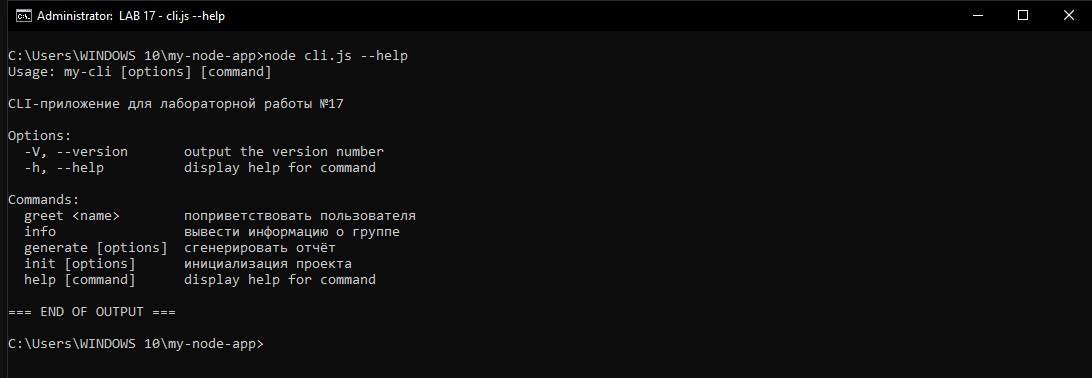 Administrator: LAB 17 - cli.js --help
C:\Users\WINDOWS 10\my-node-app>node cli.js --help
Usage: my-cli [options] [command]
CLI-приложение для лабораторной работы №17
Options:
  -V, --version       output the version number
  -h, --help          display help for command
Commands:
  greet <name>        поприветствовать пользователя
  info                вывести информацию о группе
  generate [options]  сгенерировать отчёт
  init [options]      инициализация проекта
  help [command]      display help for command
=== END OF OUTPUT ===
C:\Users\WINDOWS 10\my-node-app>